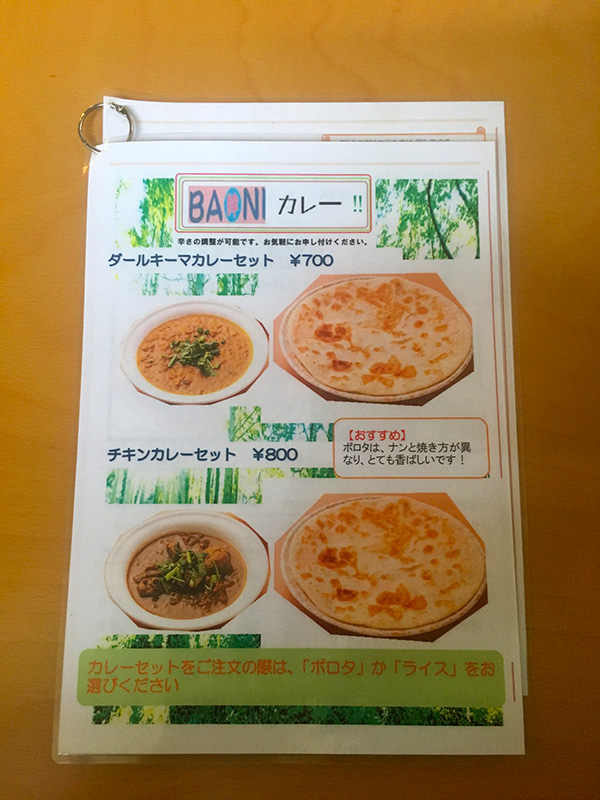 BAONI カレー !!
辛さの調整が可能です。お気軽にお申し付けください。
ダールキーマカレーセット ￥700
【おすすめ】
ポロタは、ナンと焼き方が異
なり、とても香ばしいです！
チキンカレーセット ￥800
カレーセットをご注文の際は、「ポロタ」か「ライス」をお
選びください